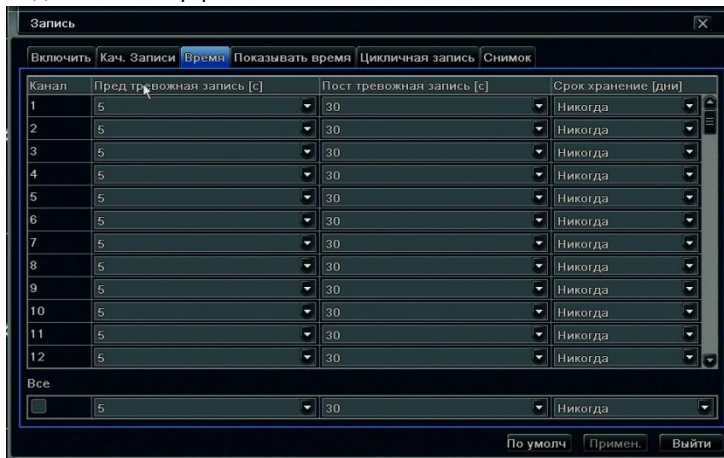 Запись
Включить Кач. Записи Время Показывать время Цикличная запись Снимок
Канал Пред тревожная запись [с] Пост тревожная запись [с] Срок хранение [дни]
1 5 30 Никогда
2 5 30 Никогда
3 5 30 Никогда
4 5 30 Никогда
5 5 30 Никогда
6 5 30 Никогда
7 5 30 Никогда
8 5 30 Никогда
9 5 30 Никогда
10 5 30 Никогда
11 5 30 Никогда
12 5 30 Никогда
Все
5 30 Никогда
По умолч Примен. Выйти